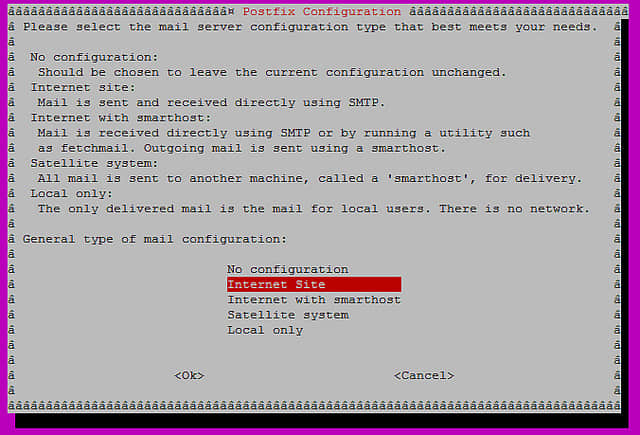 Postfix Configuration
Please select the mail server configuration type that best meets your needs.
No configuration:
Should be chosen to leave the current configuration unchanged.
Internet site:
Mail is sent and received directly using SMTP.
Internet with smarthost:
Mail is received directly using SMTP or by running a utility such
as fetchmail. Outgoing mail is sent using a smarthost.
Satellite system:
All mail is sent to another machine, called a 'smarthost', for delivery.
Local only:
The only delivered mail is the mail for local users. There is no network.
General type of mail configuration:
No configuration
Internet Site
Internet with smarthost
Satellite system
Local only
<Ok> <Cancel>